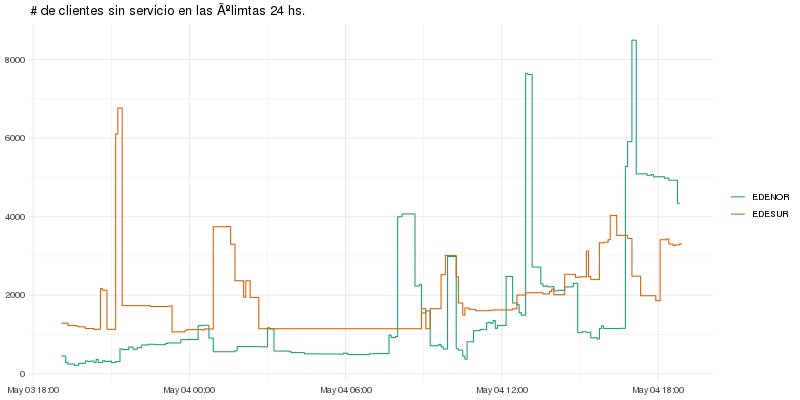 # de clientes sin servicio en las Ãºlimtas 24 hs.
8000
6000
4000
2000
0
EDENOR
EDESUR
May 03 18:00
May 04 00:00
May 04 06:00
May 04 12:00
May 04 18:00